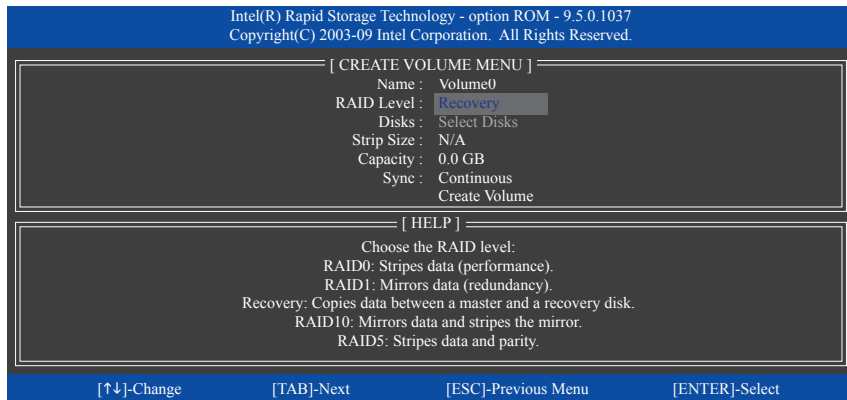 Intel(R) Rapid Storage Technology - option ROM - 9.5.0.1037
Copyright(C) 2003-09 Intel Corporation. All Rights Reserved.
[ CREATE VOLUME MENU ]
Name : Volume0
RAID Level : Recovery
Disks : Select Disks
Strip Size : N/A
Capacity : 0.0 GB
Sync : Continuous
Create Volume
[ HELP ]
Choose the RAID level:
RAID0: Stripes data (performance).
RAID1: Mirrors data (redundancy).
Recovery: Copies data between a master and a recovery disk.
RAID10: Mirrors data and stripes the mirror.
RAID5: Stripes data and parity.
[↑↓]-Change [TAB]-Next [ESC]-Previous Menu [ENTER]-Select